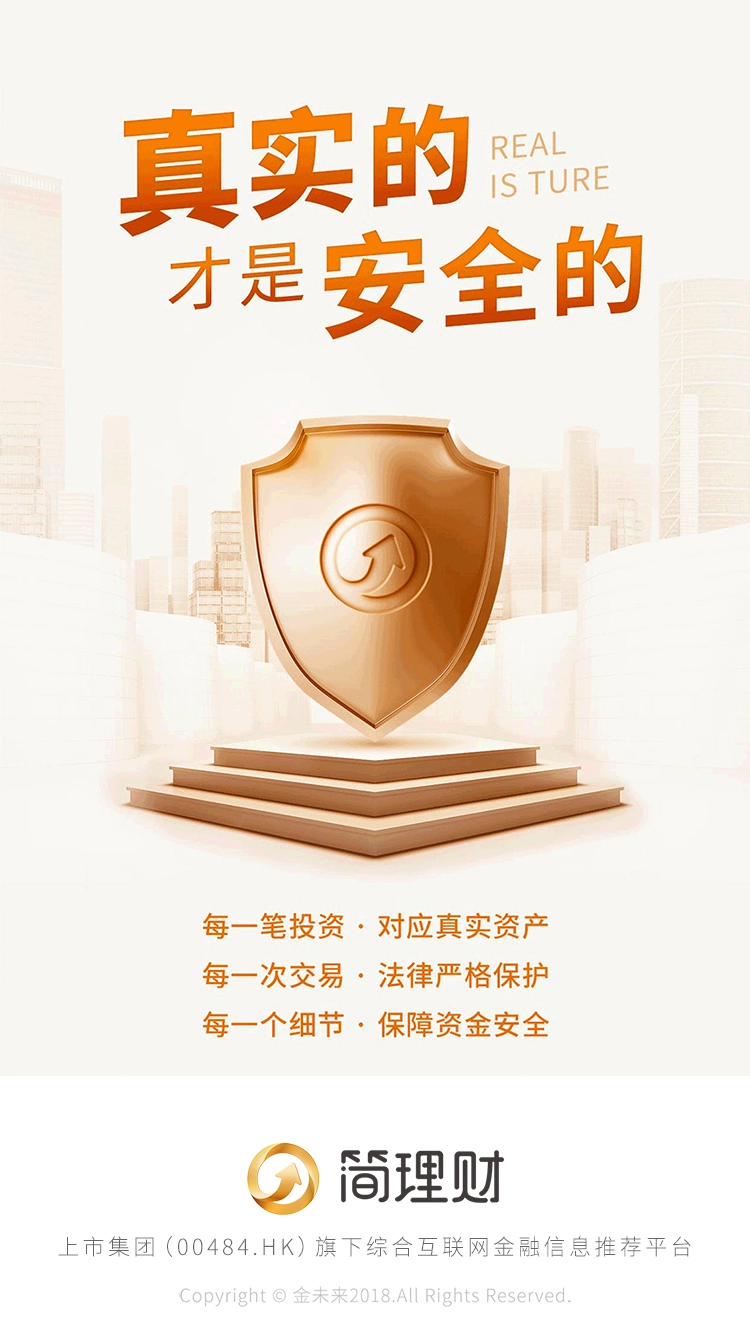 真实的
REAL
IS TURE
才是安全的
每一笔投资 · 对应真实资产
每一次交易 · 法律严格保护
每一个细节 · 保障资金安全
简理财
上市集团(00484.HK)旗下综合互联网金融信息推荐平台
Copyright © 金未来2018.All Rights Reserved.